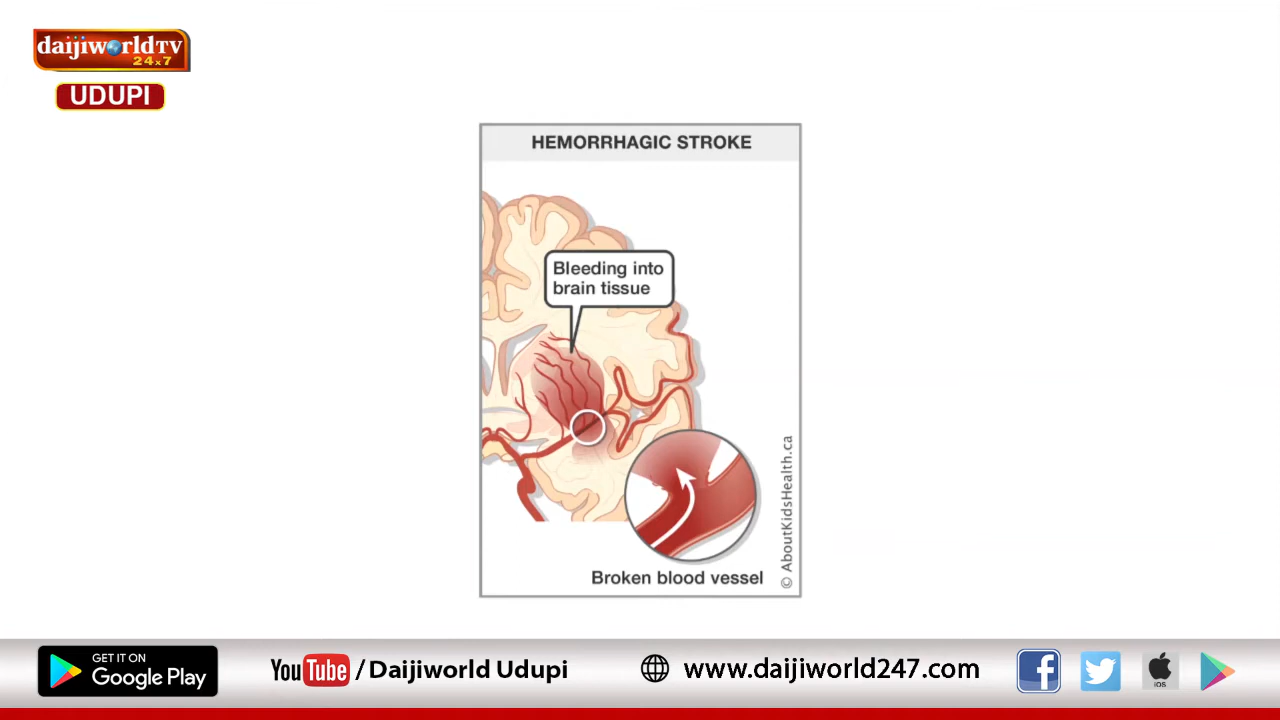 daijiworldTV
24x7
UDUPI
HEMORRHAGIC STROKE
Bleeding into
brain tissue
Broken blood vessel
© AboutKidsHealth.ca
GET IT ON
Google Play
YouTube / Daijiworld Udupi
www.daijiworld247.com
f
iOS